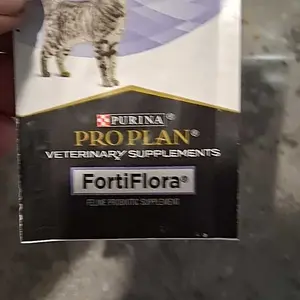 PURINA®
PRO PLAN®
VETERINARY SUPPLEMENTS
FortiFlora®
FELINE PROBIOTIC SUPPLEMENT